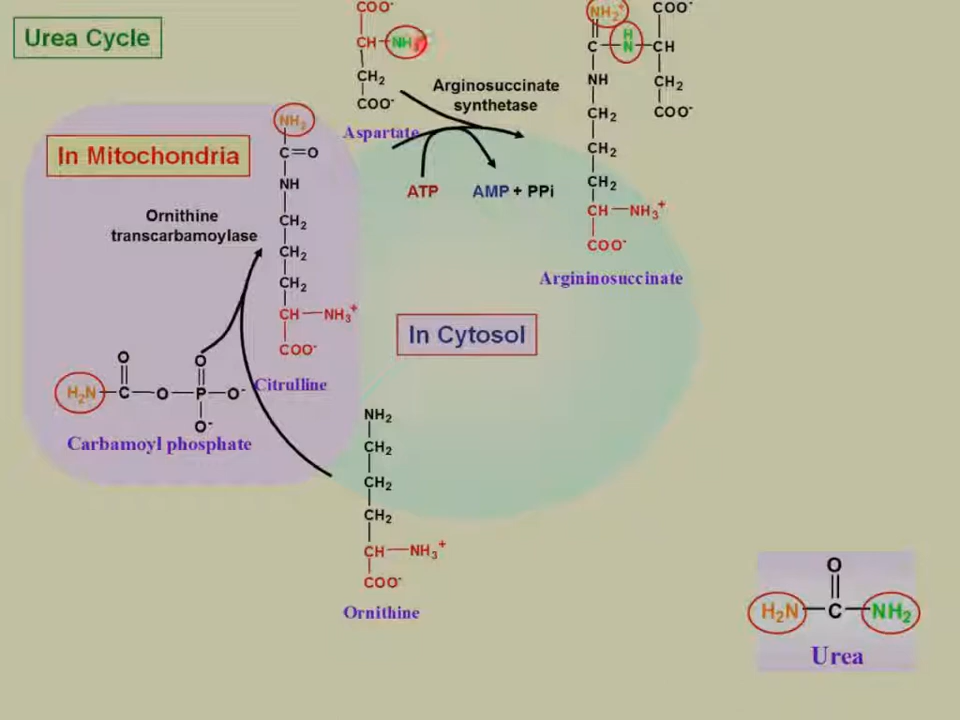 Urea Cycle
COO-
CH NH
CH2
COO-
Aspartate
Arginosuccinate
synthetase
ATP
AMP + PPi
NH2+
C
H
N
COO-
CH
CH2
COO-
NH
CH2
CH2
CH2
CH NH3+
COO-
Argininosuccinate
In Mitochondria
NH2
C=O
NH
CH2
CH2
CH2
CH NH3+
COO-
Citrulline
Ornithine
transcarbamoylase
In Cytosol
O
O
H2N C O P O-
O-
Carbamoyl phosphate
NH2
CH2
CH2
CH2
CH NH3+
COO-
Ornithine
O
H2N C NH2
Urea